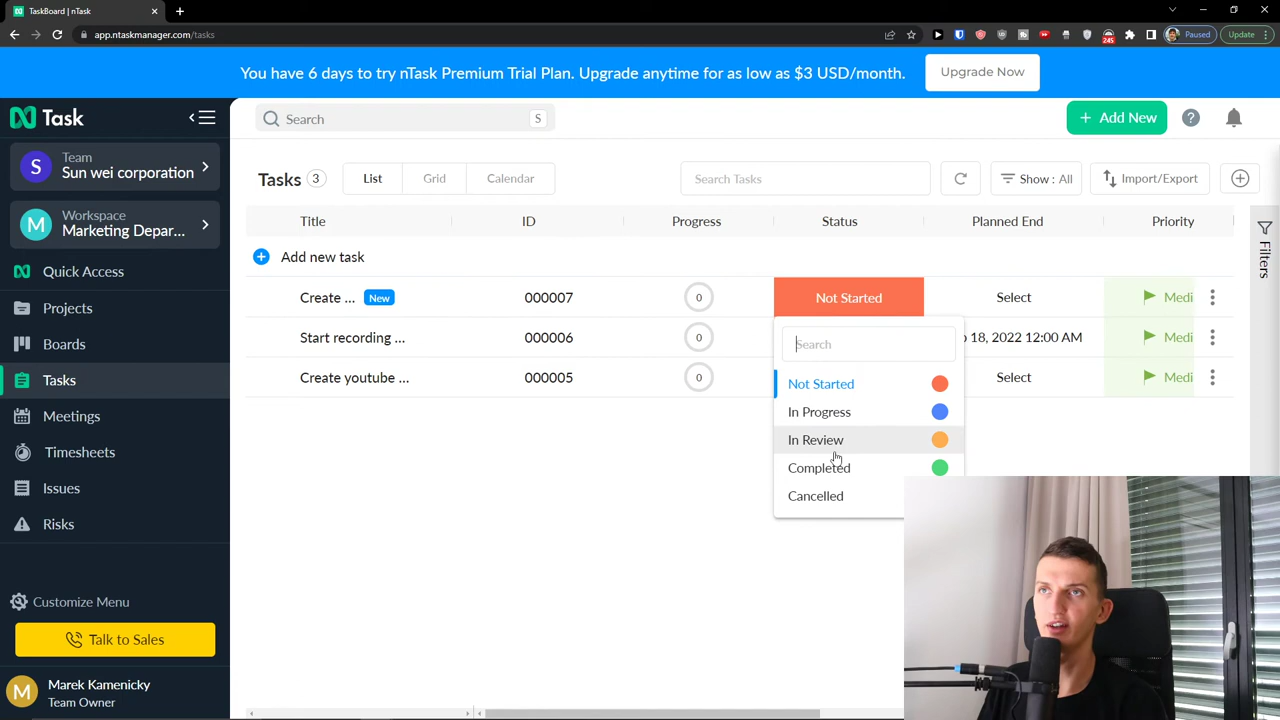 TaskBoard | nTask
app.ntaskmanager.com/tasks
245
Paused
Update
You have 6 days to try nTask Premium Trial Plan. Upgrade anytime for as low as $3 USD/month.
Upgrade Now
Task
Search
S
+ Add New
?
S
Team
Sun wei corporation
M
Workspace
Marketing Depar...
Quick Access
Projects
Boards
Tasks
Meetings
Timesheets
Issues
Risks
Customize Menu
Talk to Sales
M
Marek Kamenicky
Team Owner
Tasks 3
List
Grid
Calendar
Search Tasks
Show : All
Import/Export
Title
ID
Progress
Status
Planned End
Priority
Filters
Add new task
Create ... New
000007
0
Not Started
Select
Medi
Start recording ...
000006
0
18, 2022 12:00 AM
Medi
Create youtube ...
000005
0
Select
Medi
Search
Not Started
In Progress
In Review
Completed
Cancelled